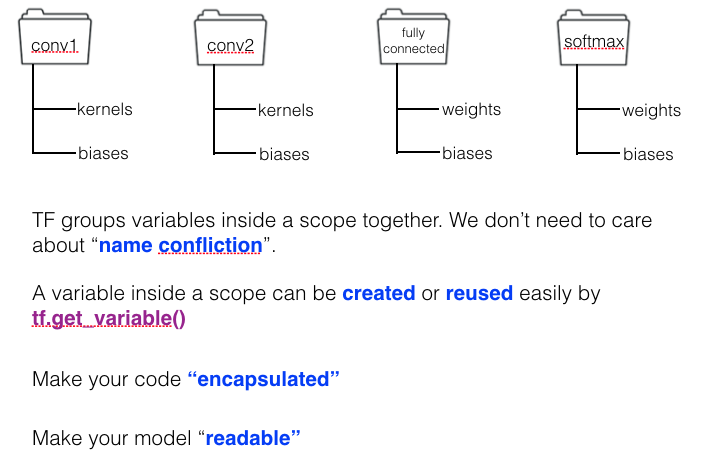 conv1
conv2
fully
connected
softmax
kernels
kernels
weights
weights
biases
biases
biases
biases
TF groups variables inside a scope together. We don’t need to care
about “name confliction”.
A variable inside a scope can be created or reused easily by
tf.get_variable()
Make your code “encapsulated”
Make your model “readable”